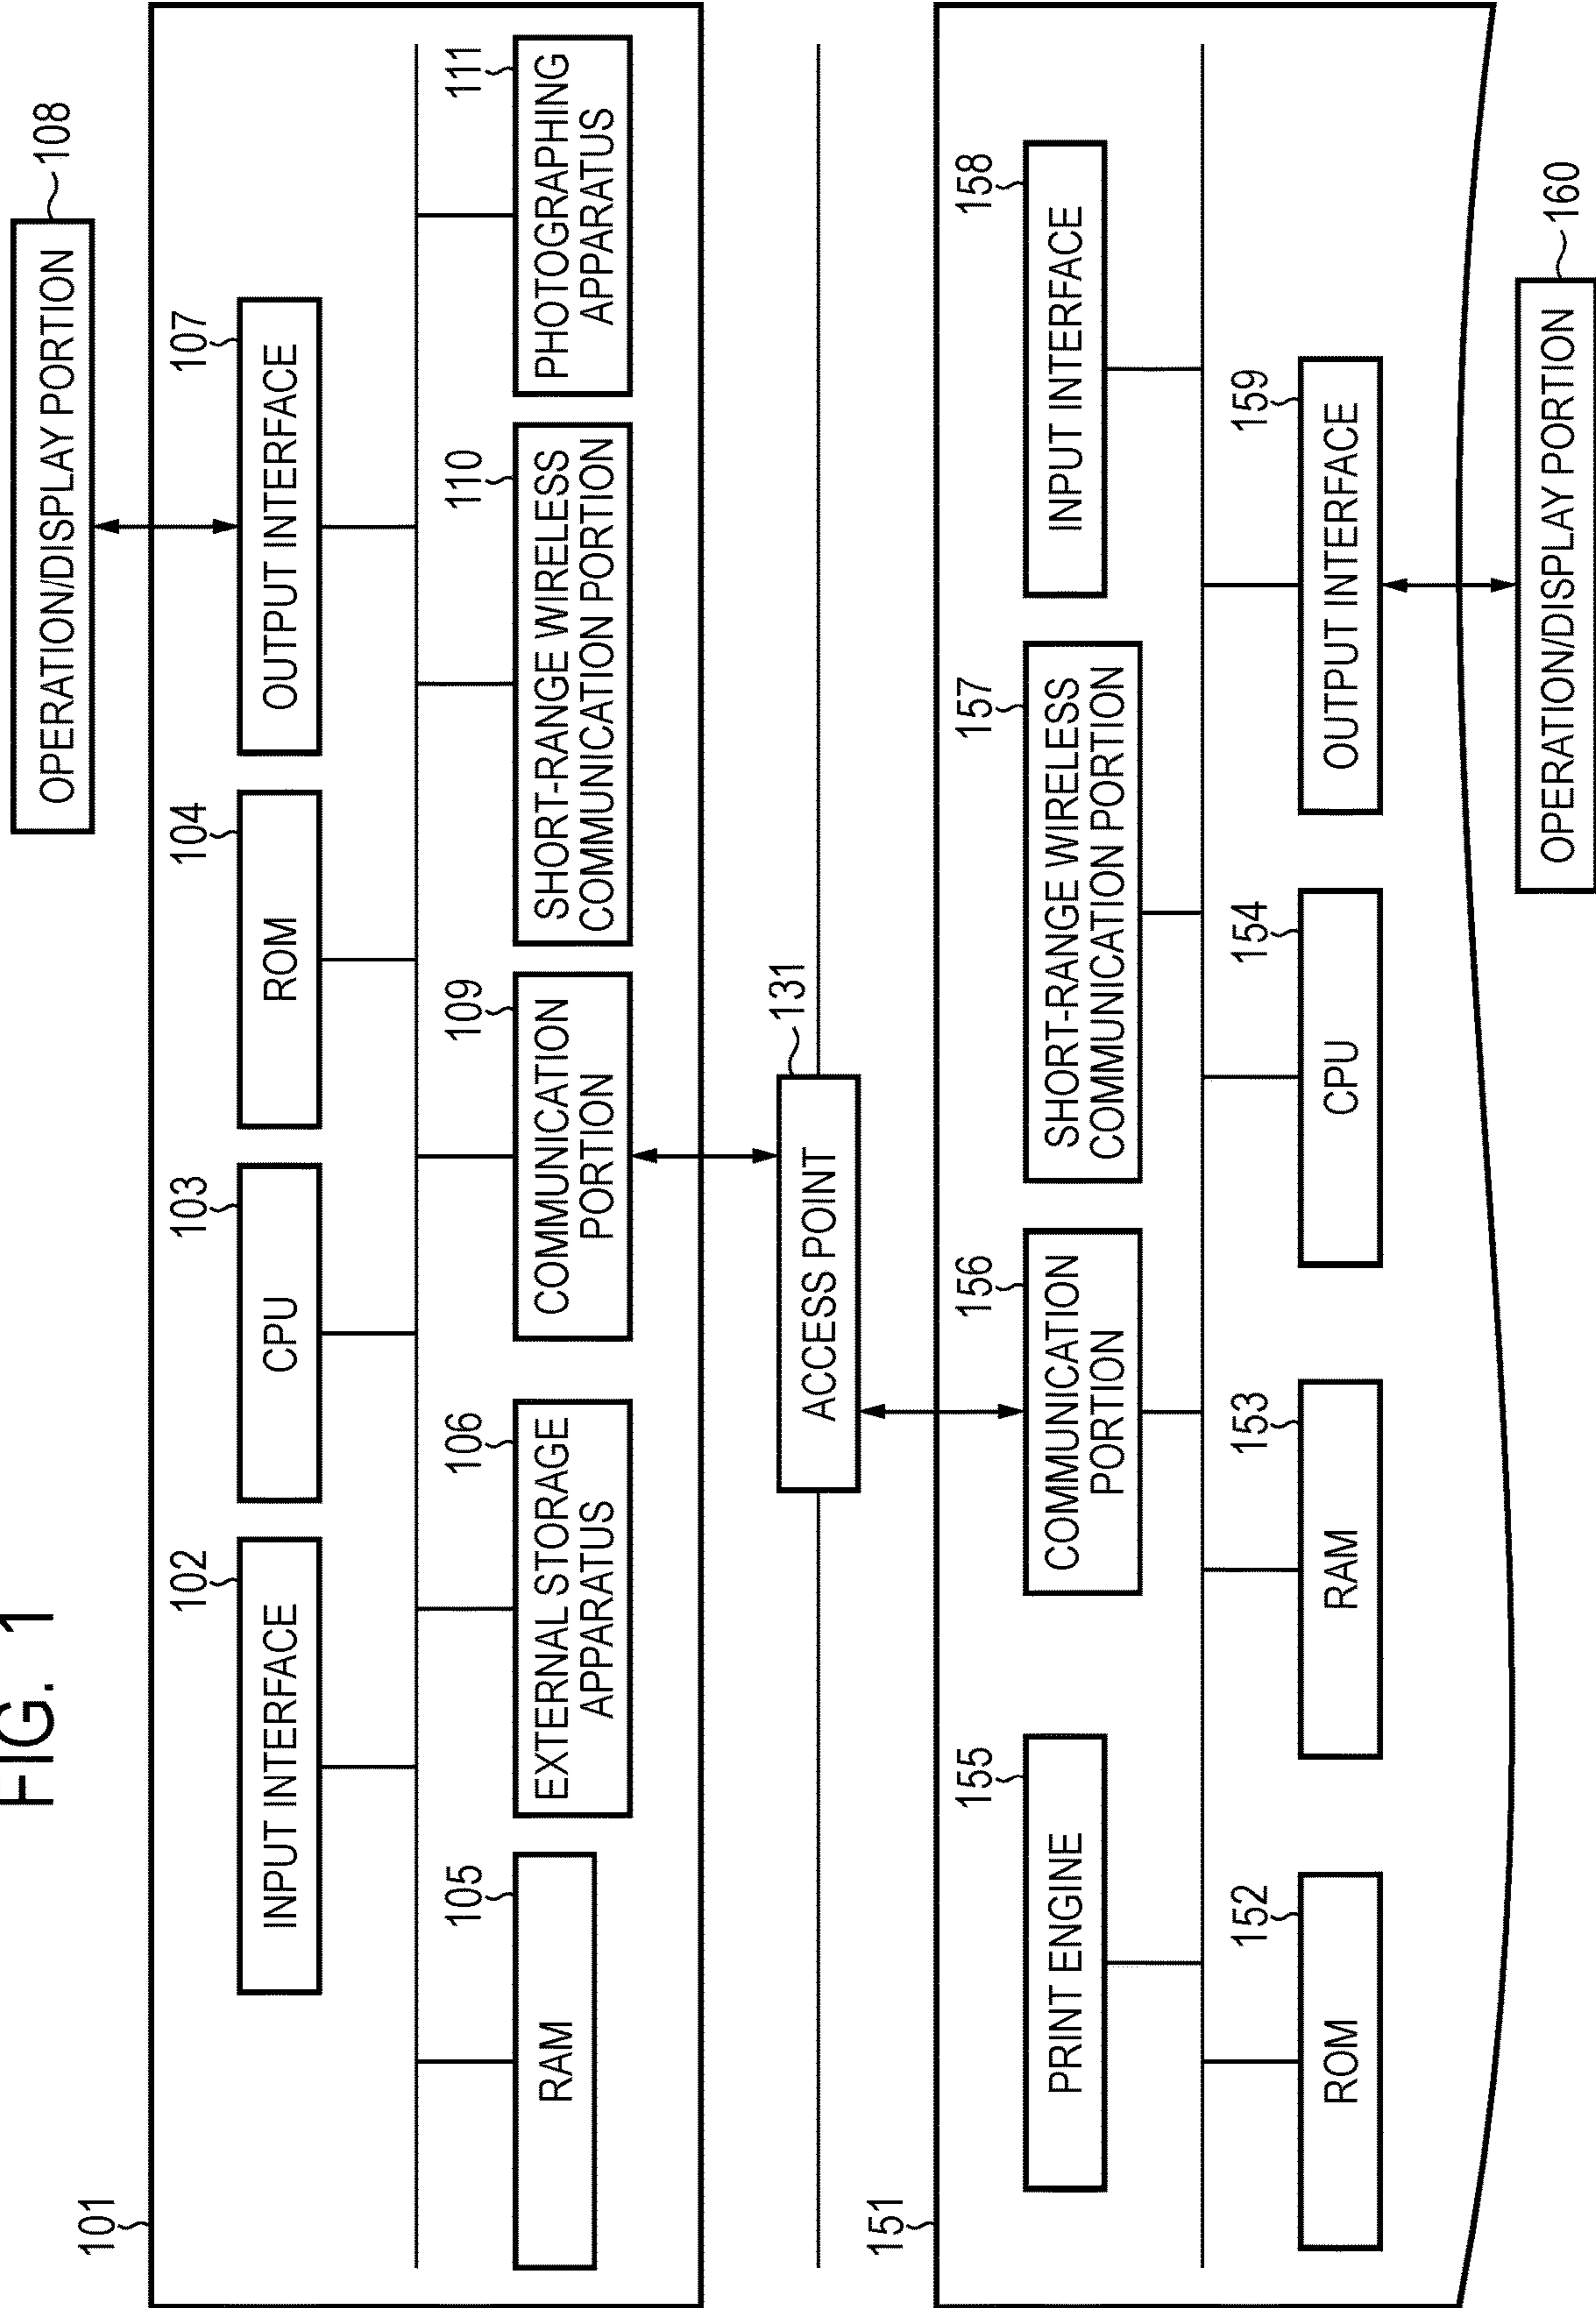 FIG. 1
101
108
OPERATION/DISPLAY PORTION
102
INPUT INTERFACE
103
CPU
104
ROM
107
OUTPUT INTERFACE
105
RAM
106
EXTERNAL STORAGE
APPARATUS
109
COMMUNICATION
PORTION
110
SHORT-RANGE WIRELESS
COMMUNICATION PORTION
111
PHOTOGRAPHING
APPARATUS
131
ACCESS POINT
151
155
PRINT ENGINE
156
COMMUNICATION
PORTION
157
SHORT-RANGE WIRELESS
COMMUNICATION PORTION
158
INPUT INTERFACE
152
ROM
153
RAM
154
CPU
159
OUTPUT INTERFACE
160
OPERATION/DISPLAY PORTION